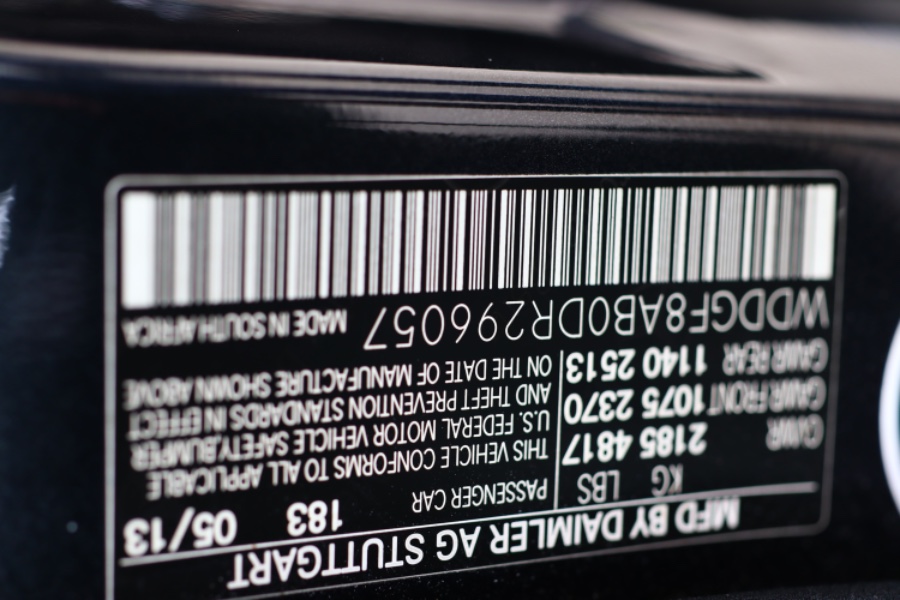 MFD BY DAIMLER AG STUTTGART
PASSENGER CAR 183 05/13
KG LBS
GVWR 2185 4817
GAWR FRONT 1075 2370
GAWR REAR 1140 2513
THIS VEHICLE CONFORMS TO ALL APPLICABLE
U.S. FEDERAL MOTOR VEHICLE SAFETY,BUMPER
AND THEFT PREVENTION STANDARDS IN EFFECT
ON THE DATE OF MANUFACTURE SHOWN ABOVE
WDDGF8AB0DR296057 MADE IN SOUTH AFRICA